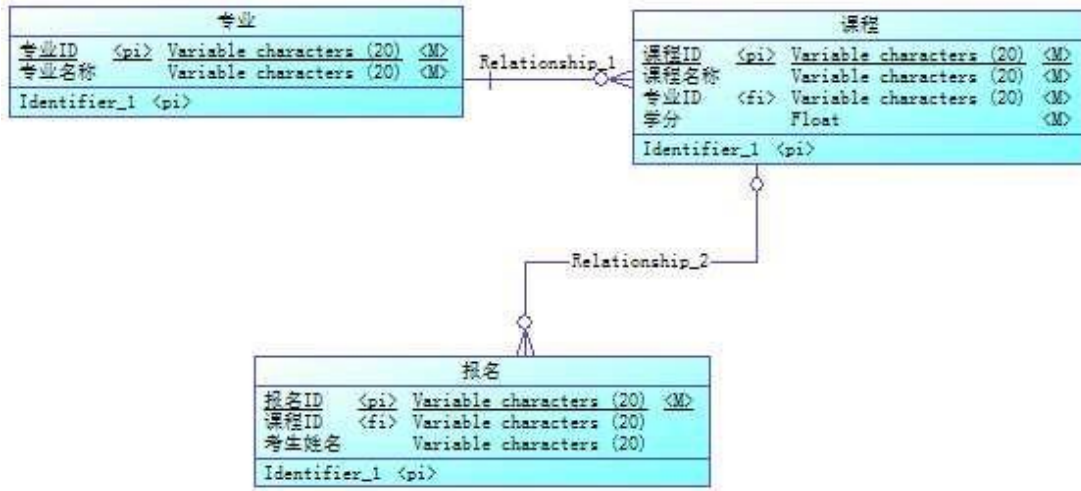 专业
专业ID <pi> Variable characters (20) <M>
专业名称 Variable characters (20) <M>
Identifier_1 <pi>
Relationship_1
课程
课程ID <pi> Variable characters (20) <M>
课程名称 Variable characters (20) <M>
专业ID <fi> Variable characters (20) <M>
学分 Float <M>
Identifier_1 <pi>
Relationship_2
报名
报名ID <pi> Variable characters (20) <M>
课程ID <fi> Variable characters (20)
考生姓名 Variable characters (20)
Identifier_1 <pi>